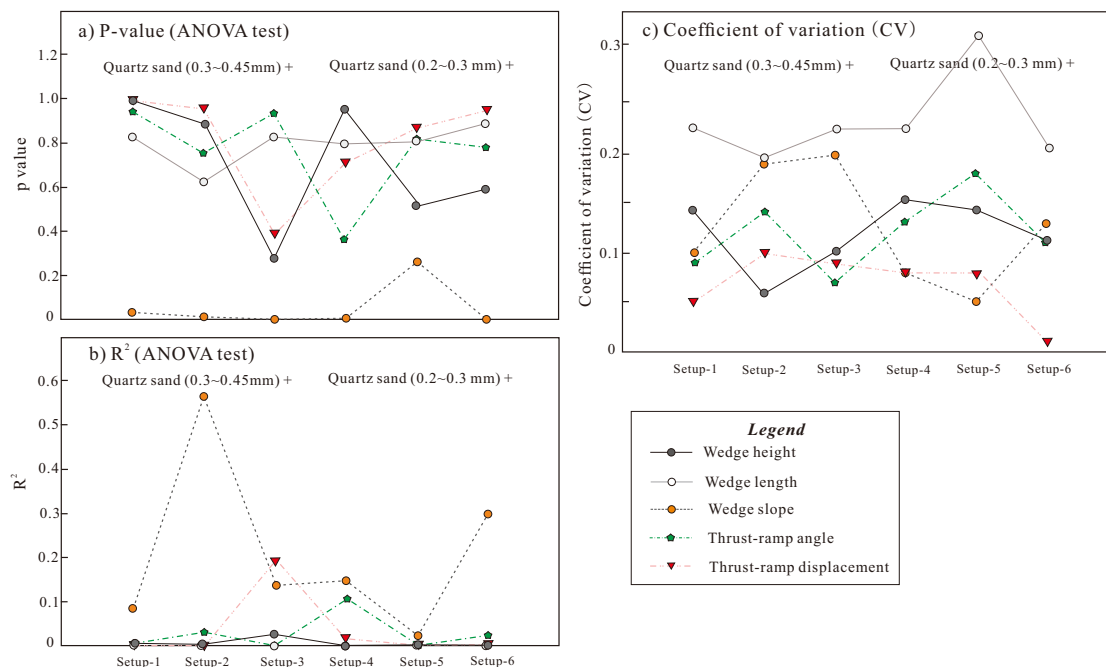 a) P-value (ANOVA test)
1.2
Quartz sand (0.3~0.45mm) +
Quartz sand (0.2~0.3 mm) +
1.0
0.8
0.6
0.4
0.2
0
p value
b) R² (ANOVA test)
0.6
Quartz sand (0.3~0.45mm) +
Quartz sand (0.2~0.3 mm) +
0.5
0.4
0.3
0.2
0.1
0
R²
Setup-1 Setup-2 Setup-3 Setup-4 Setup-5 Setup-6
c) Coefficient of variation (CV)
0.3
Quartz sand (0.3~0.45mm) +
Quartz sand (0.2~0.3 mm) +
0.2
0.1
0
Coefficient of variation (CV)
Setup-1 Setup-2 Setup-3 Setup-4 Setup-5 Setup-6
Legend
Wedge height
Wedge length
Wedge slope
Thrust-ramp angle
Thrust-ramp displacement